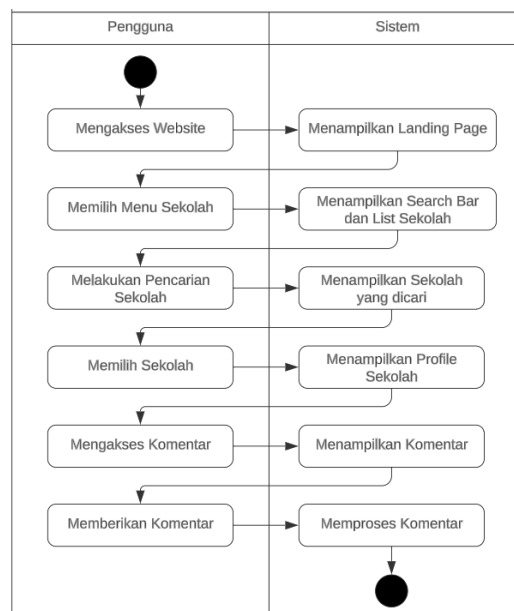 Pengguna
Sistem
Mengakses Website
Menampilkan Landing Page
Memilih Menu Sekolah
Menampilkan Search Bar
dan List Sekolah
Melakukan Pencarian
Sekolah
Menampilkan Sekolah
yang dicari
Memilih Sekolah
Menampilkan Profile
Sekolah
Mengakses Komentar
Menampilkan Komentar
Memberikan Komentar
Memproses Komentar